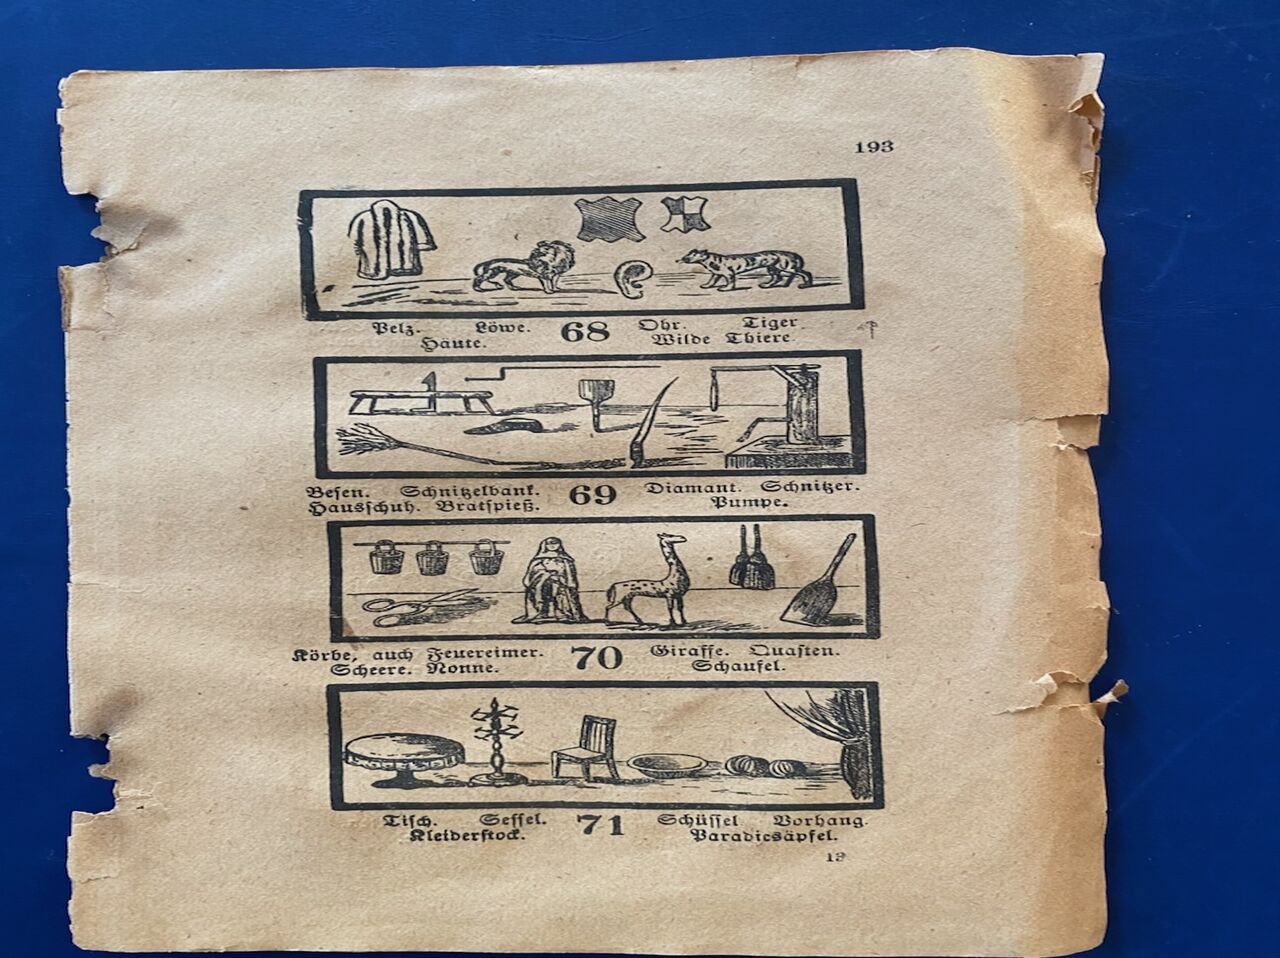 193
Pelz. Löwe. 68 Ohr. Tiger
Häute. Wilde Thiere.
Besen. Schnitzelbank. 69 Diamant. Schnitzer.
Hausschuh. Bratspieß. Pumpe.
Körbe, auch Feuereimer. 70 Giraffe. Quasten.
Scheere. Nonne. Schaufel.
Tisch. Sessel. 71 Schüssel Vorhang.
Kleiderstock. Paradiesäpfel.
13